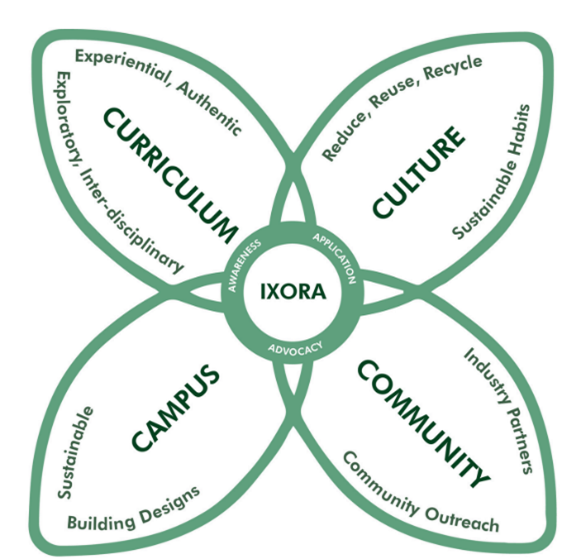 Experiential, Authentic
Exploratory, Inter-disciplinary
CURRICULUM
Reduce, Reuse, Recycle
Sustainable Habits
CULTURE
AWARENESS
APPLICATION
IXORA
ADVOCACY
CAMPUS
Sustainable
Building Designs
COMMUNITY
Industry Partners
Community Outreach